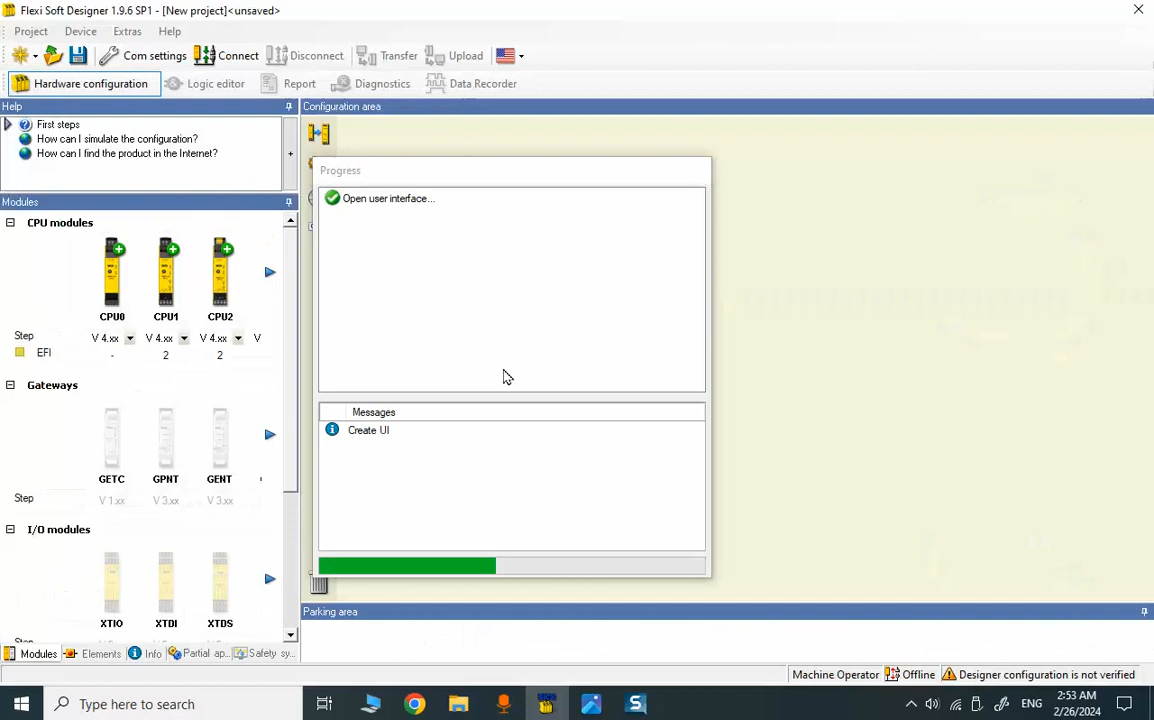 Flexi Soft Designer 1.9.6 SP1 - [New project]<unsaved>
Project Device Extras Help
Com settings Connect Disconnect Transfer Upload
Hardware configuration Logic editor Report Diagnostics Data Recorder
Help
First steps
How can I simulate the configuration?
How can I find the product in the Internet?
Modules
CPU modules
CPU0 CPU1 CPU2
Step V 4.xx V 4.xx V 4.xx V
EFI - 2 2
Gateways
GETC GPNT GENT
Step V 1.xx V 3.xx V 3.xx
I/O modules
XTIO XTDI XTDS
Modules Elements Info Partial ap... Safety sy...
Configuration area
Progress
Open user interface...
Messages
Create UI
Parking area
Machine Operator Offline Designer configuration is not verified
Type here to search
ENG
2:53 AM
2/26/2024